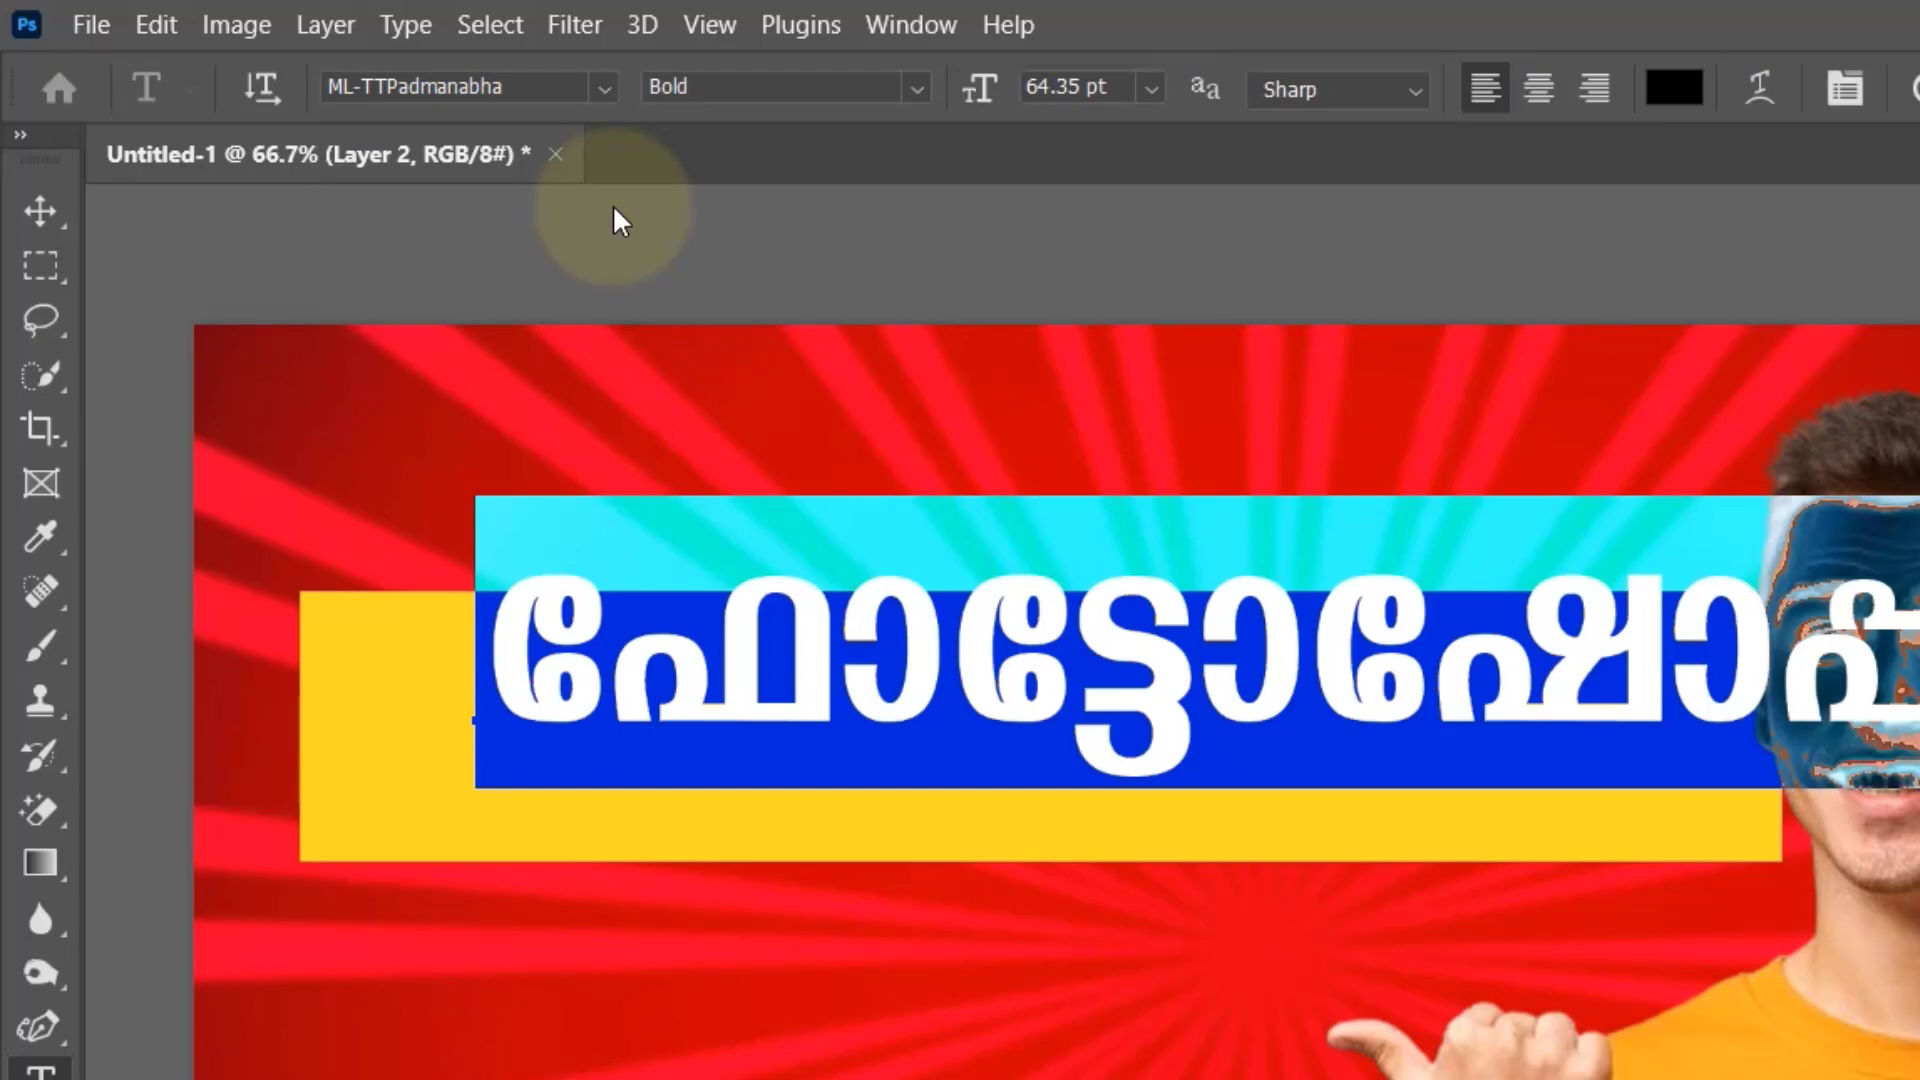 Ps File Edit Image Layer Type Select Filter 3D View Plugins Window Help
ML-TTPadmanabha Bold 64.35 pt Sharp
Untitled-1 @ 66.7% (Layer 2, RGB/8#) *
ഫോട്ടോഷോപ്